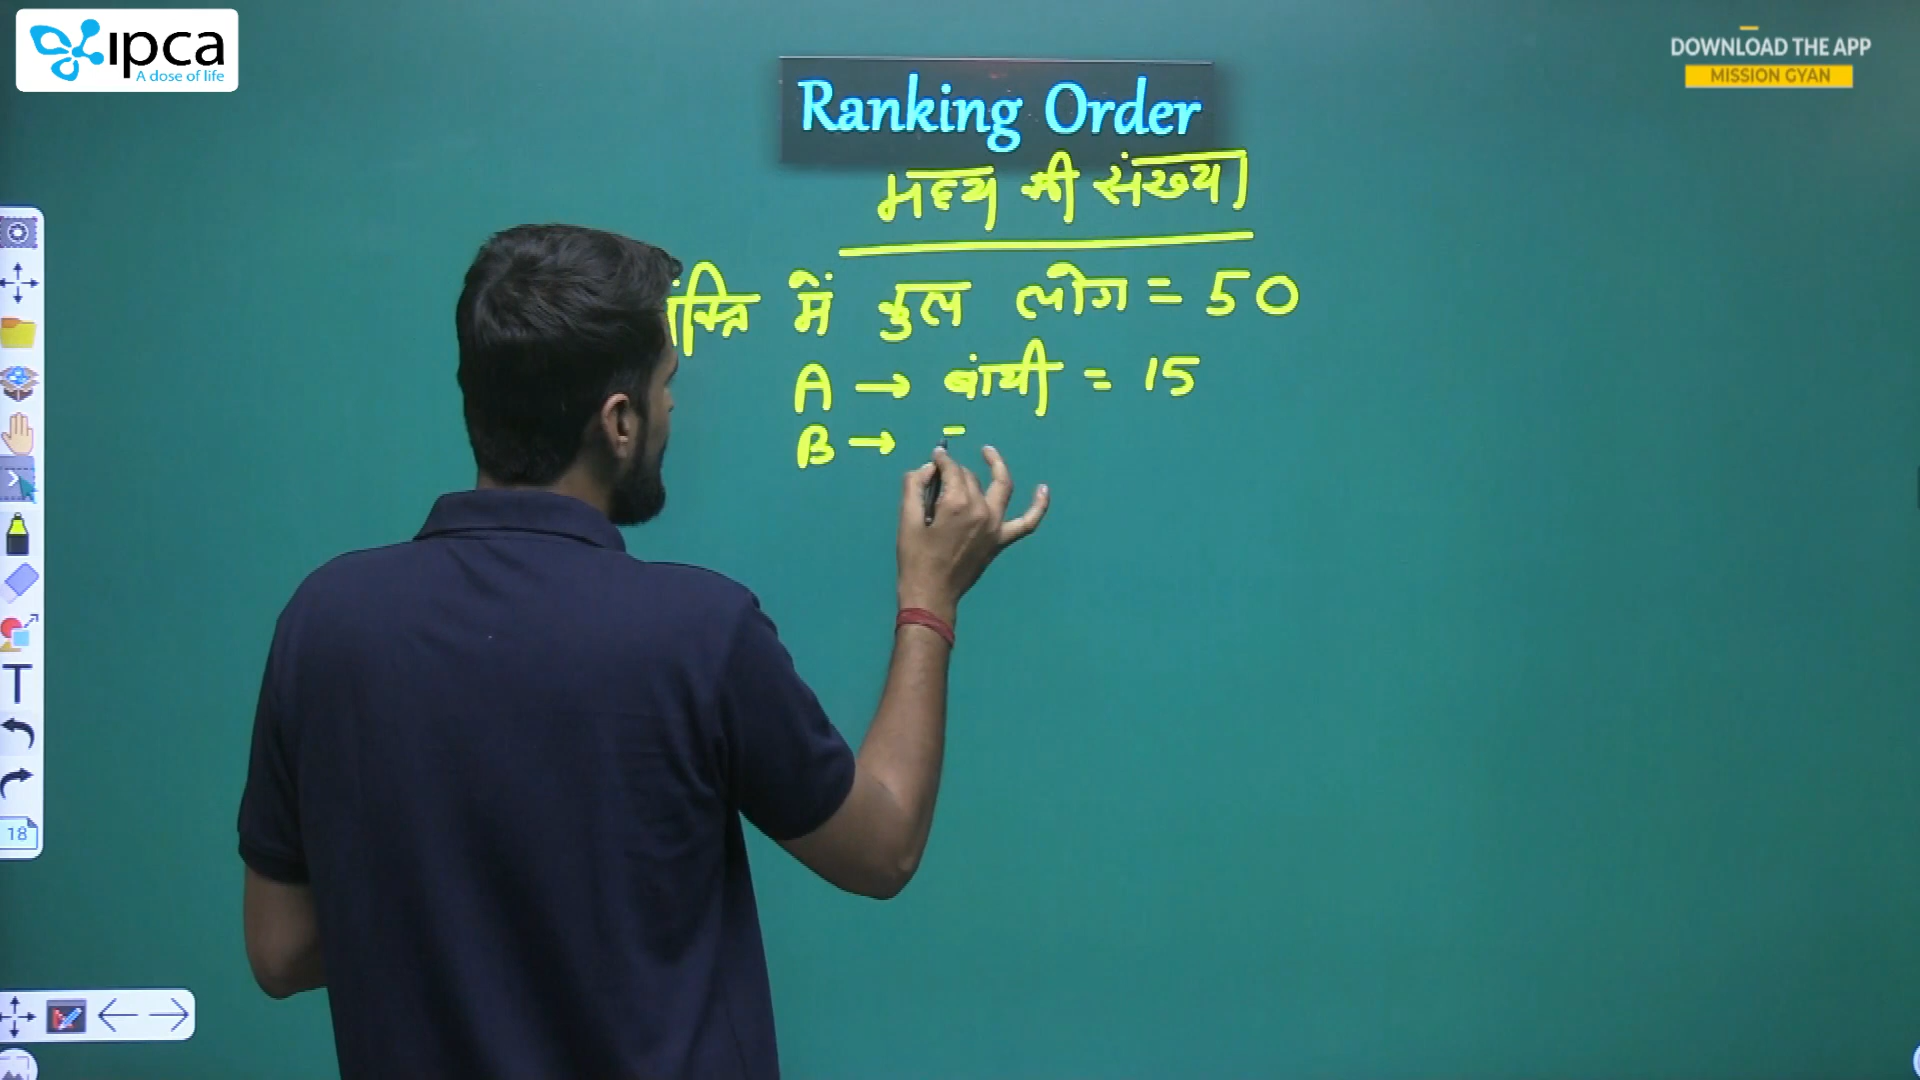 ipca
A dose of life
DOWNLOAD THE APP
MISSION GYAN
Ranking Order
मध्य की संख्या
में कुल लोग = 50
A → बांयी = 15
B →
18